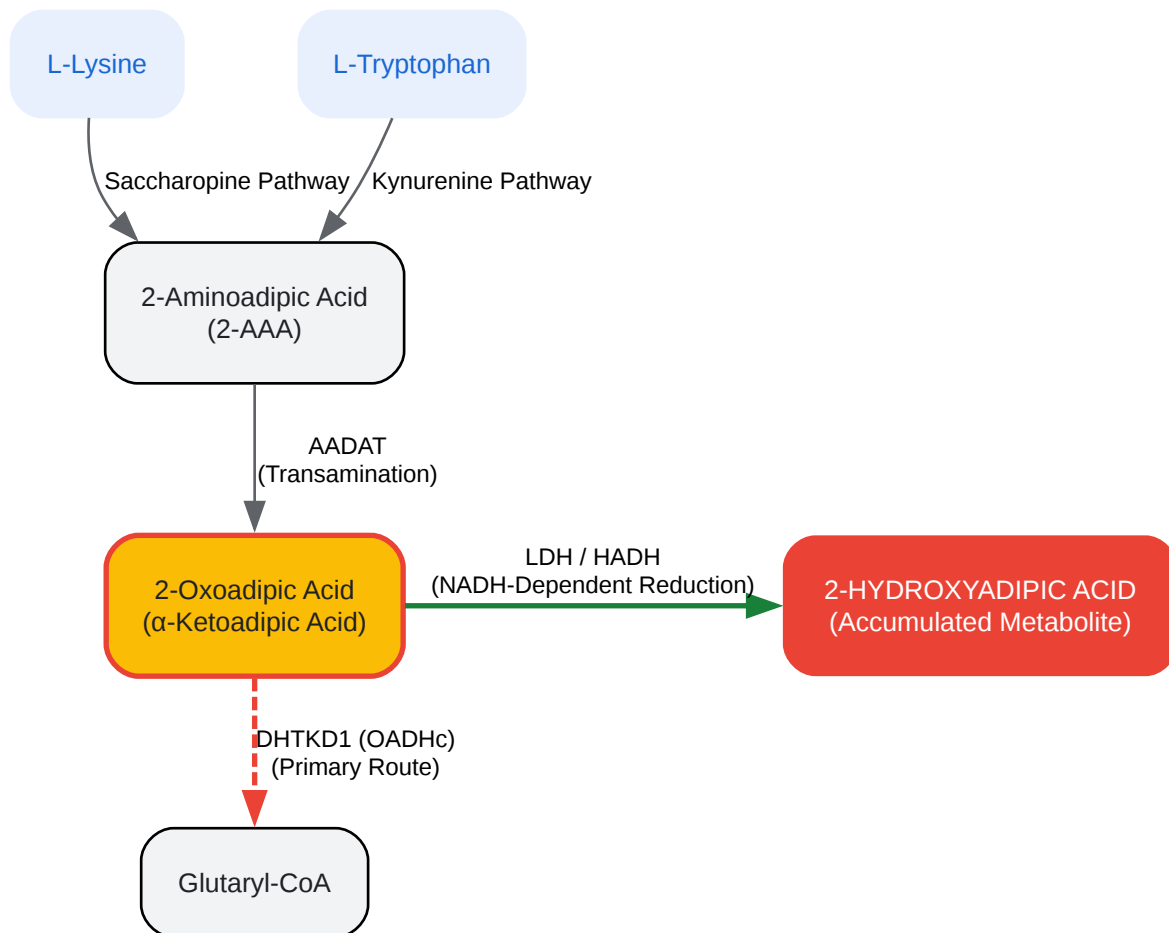 L-Lysine
L-Tryptophan
Saccharopine Pathway
Kynurenine Pathway
2-Aminoadipic Acid
(2-AAA)
AADAT
(Transamination)
2-Oxoadipic Acid
(α-Ketoadipic Acid)
LDH / HADH
(NADH-Dependent Reduction)
2-HYDROXYADIPIC ACID
(Accumulated Metabolite)
DHTKD1 (OADHc)
(Primary Route)
Glutaryl-CoA